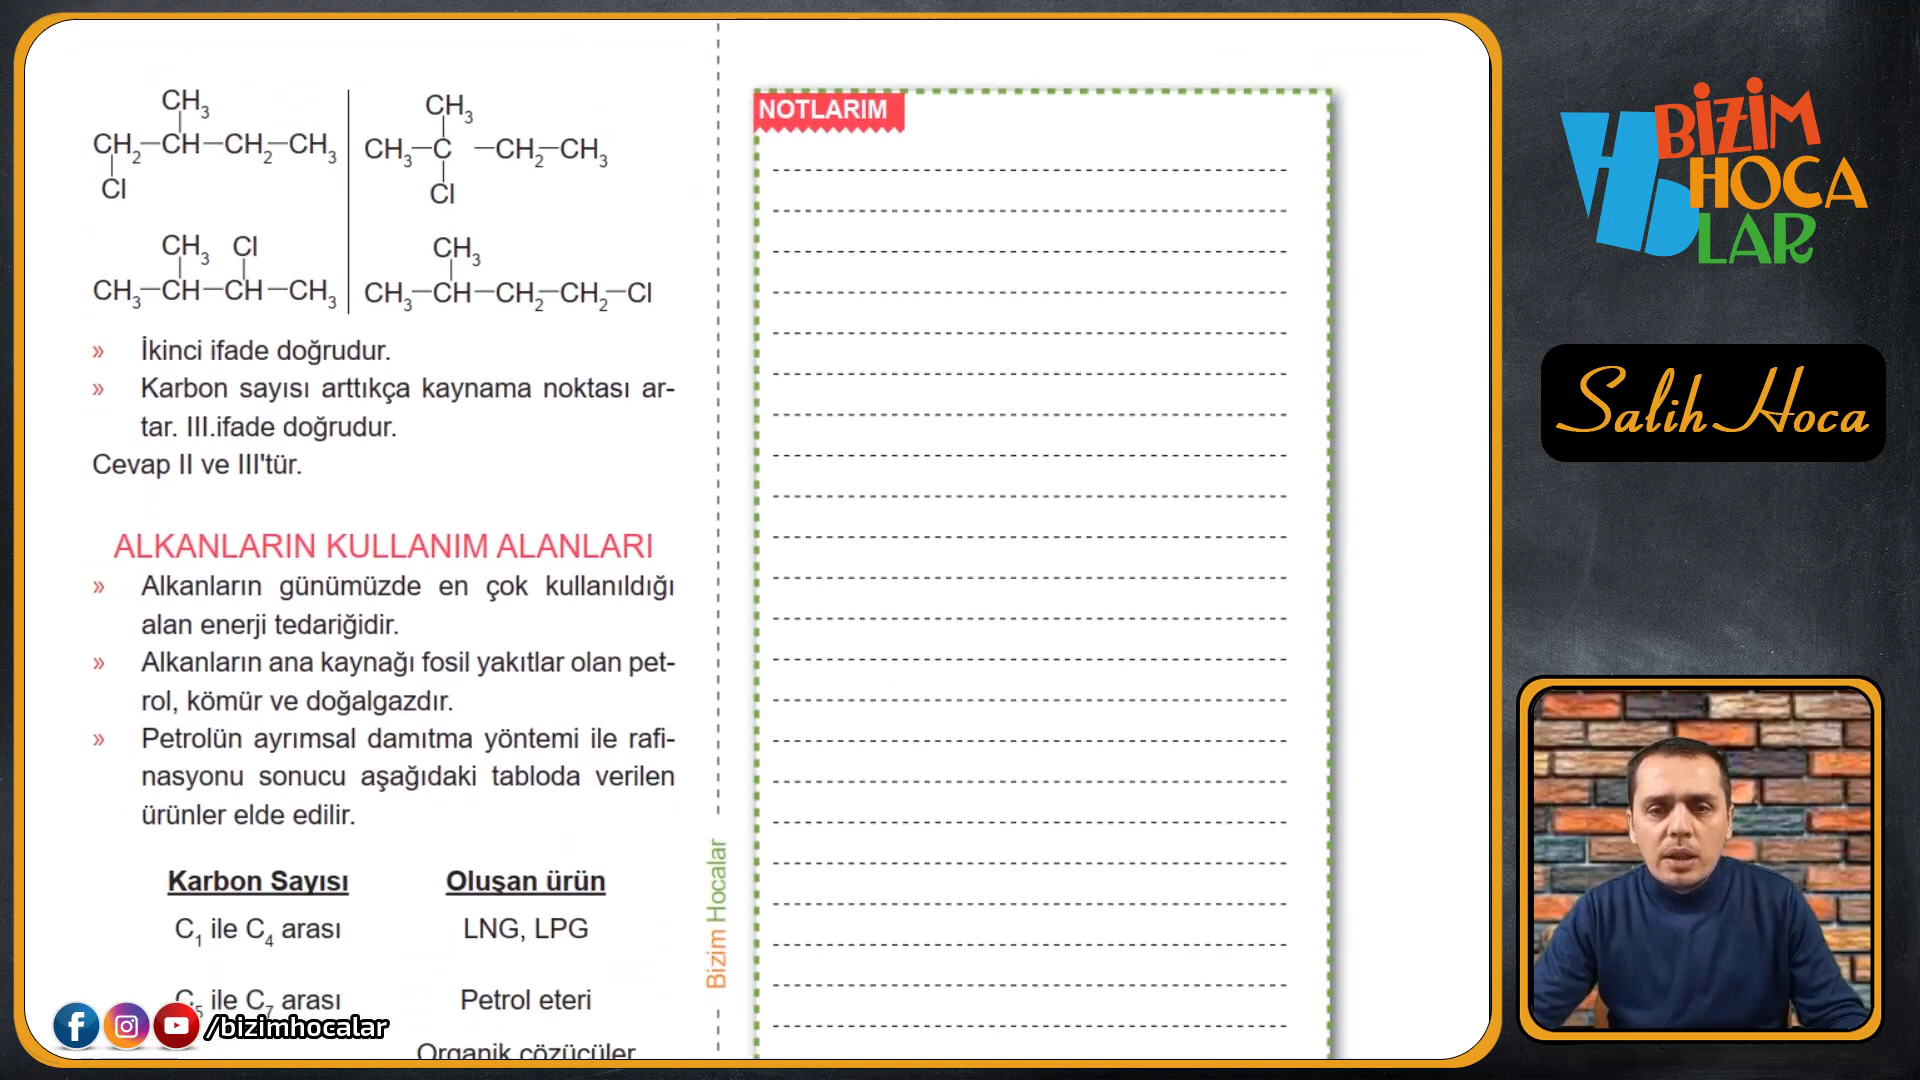 CH3
CH2–CH–CH2–CH3
Cl
CH3
CH3–C –CH2–CH3
Cl
CH3 Cl
CH3–CH–CH–CH3
CH3
CH3–CH–CH2–CH2–Cl
» İkinci ifade doğrudur.
» Karbon sayısı arttıkça kaynama noktası ar-
tar. III.ifade doğrudur.
Cevap II ve III'tür.
ALKANLARIN KULLANIM ALANLARI
» Alkanların günümüzde en çok kullanıldığı
alan enerji tedariğidir.
» Alkanların ana kaynağı fosil yakıtlar olan pet-
rol, kömür ve doğalgazdır.
» Petrolün ayrımsal damıtma yöntemi ile rafi-
nasyonu sonucu aşağıdaki tabloda verilen
ürünler elde edilir.
Karbon Sayısı Oluşan ürün
C1 ile C4 arası LNG, LPG
C5 ile C7 arası Petrol eteri
Organik çözücüler
/bizimhocalar
Bizim Hocalar
NOTLARIM
BİZİM
HOCA
LAR
Salih Hoca